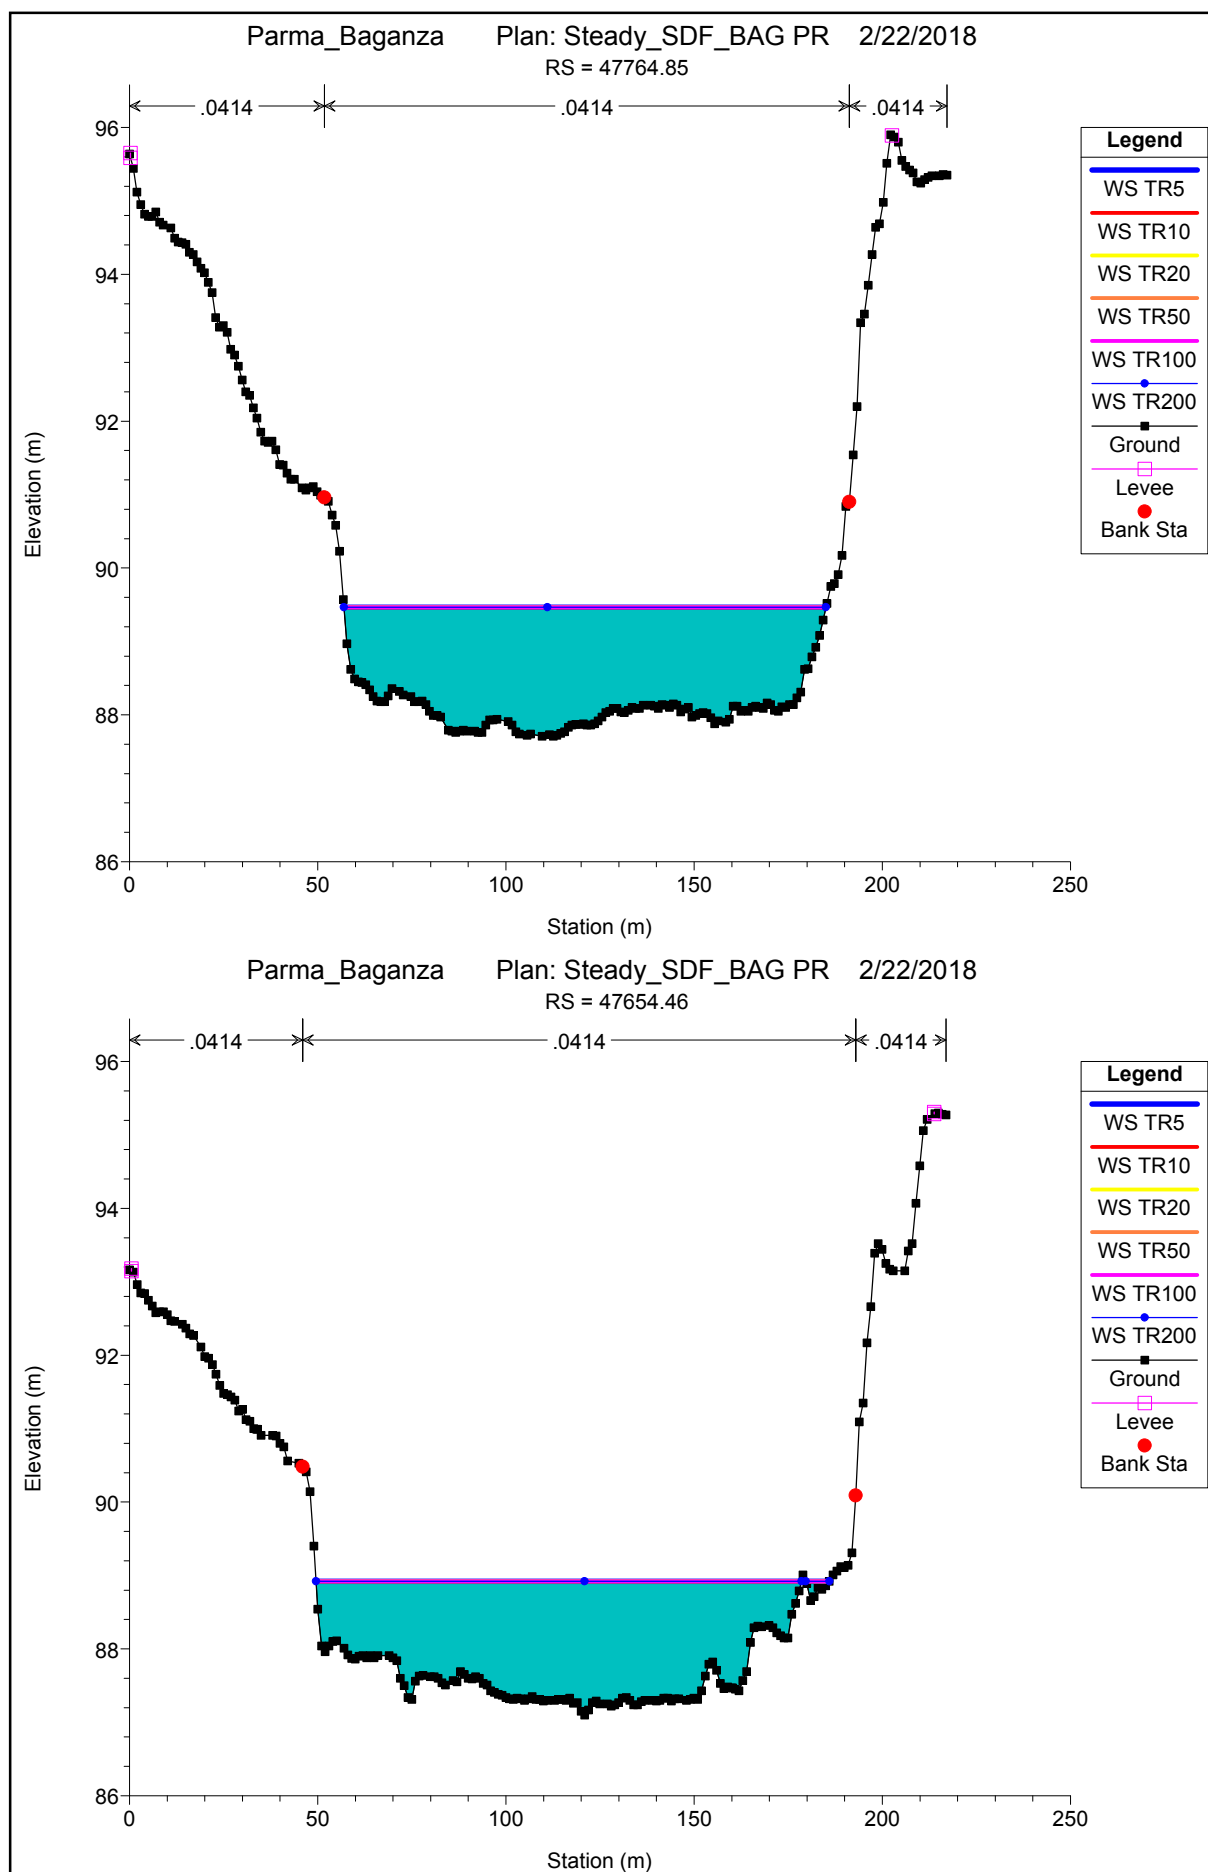 Parma_Baganza Plan: Steady_SDF_BAG PR 2/22/2018
RS = 47764.85
.0414 .0414 .0414
96
94
92
90
88
86
Elevation (m)
0 50 100 150 200 250
Station (m)
Legend
WS TR5
WS TR10
WS TR20
WS TR50
WS TR100
WS TR200
Ground
Levee
Bank Sta
Parma_Baganza Plan: Steady_SDF_BAG PR 2/22/2018
RS = 47654.46
.0414 .0414 .0414
96
94
92
90
88
86
Elevation (m)
0 50 100 150 200 250
Station (m)
Legend
WS TR5
WS TR10
WS TR20
WS TR50
WS TR100
WS TR200
Ground
Levee
Bank Sta